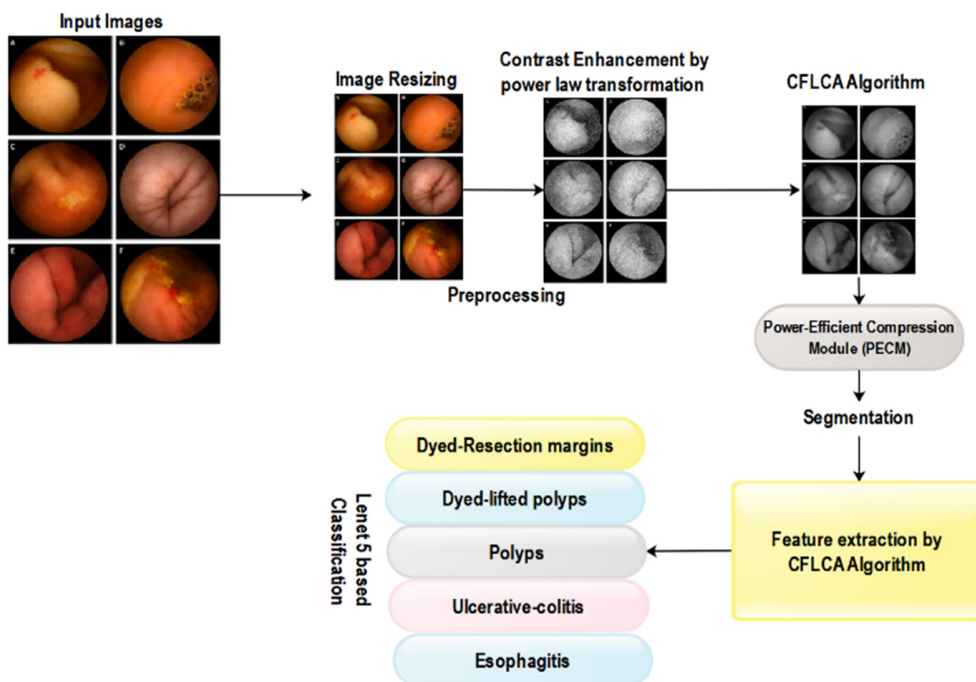 Input Images
A
B
C
D
E
F
Image Resizing
Contrast Enhancement by
power law transformation
Preprocessing
CFLCA Algorithm
Power-Efficient Compression
Module (PECM)
Segmentation
Feature extraction by
CFLCA Algorithm
Lenet 5 based
Classification
Dyed-Resection margins
Dyed-lifted polyps
Polyps
Ulcerative-colitis
Esophagitis